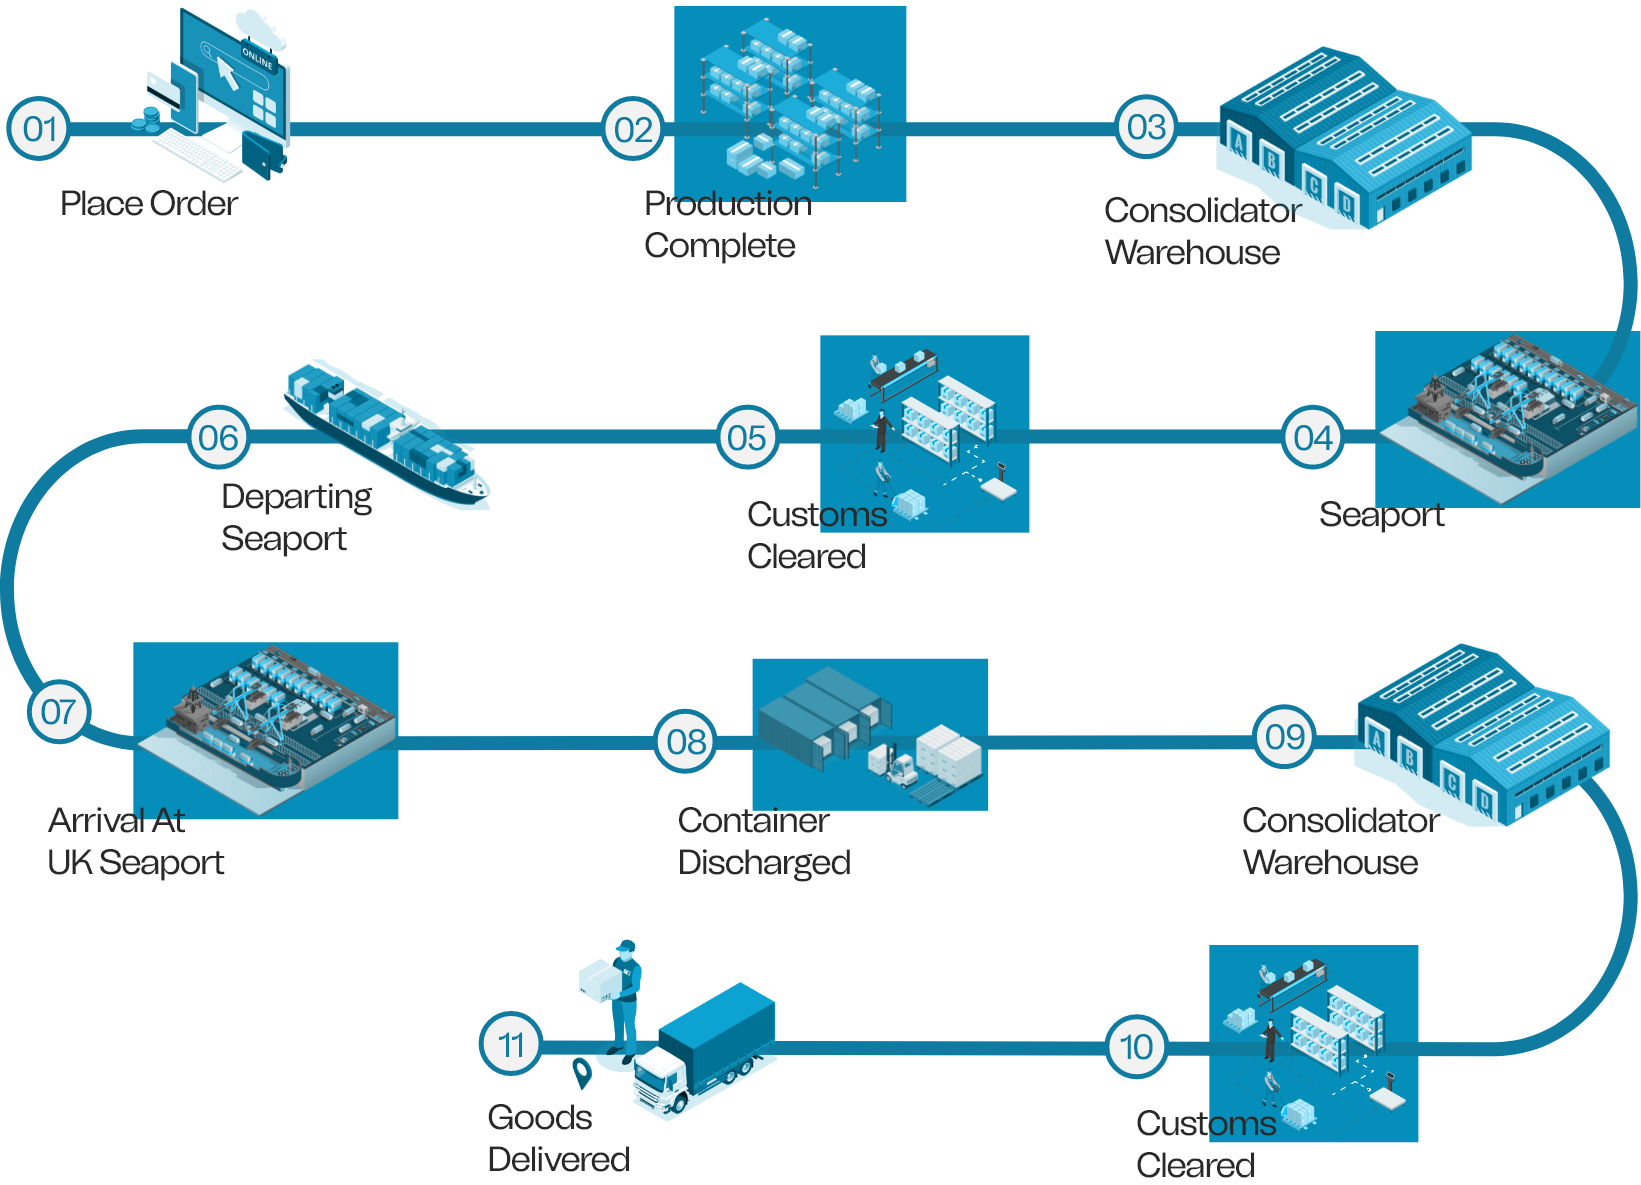 01
ONLINE
Place Order
02
Production
Complete
03
A
B
C
D
Consolidator
Warehouse
04
Seaport
05
Customs
Cleared
06
Departing
Seaport
07
Arrival At
UK Seaport
08
Container
Discharged
09
A
B
C
D
Consolidator
Warehouse
10
Customs
Cleared
11
Goods
Delivered